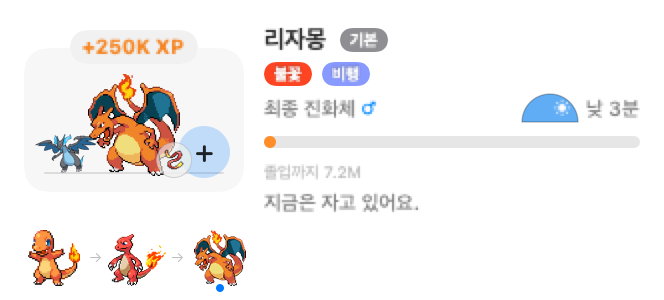 +250K XP
리자몽 기본
불꽃 비행
최종 진화체 ♂
낮 3분
졸업까지 7.2M
지금은 자고 있어요.